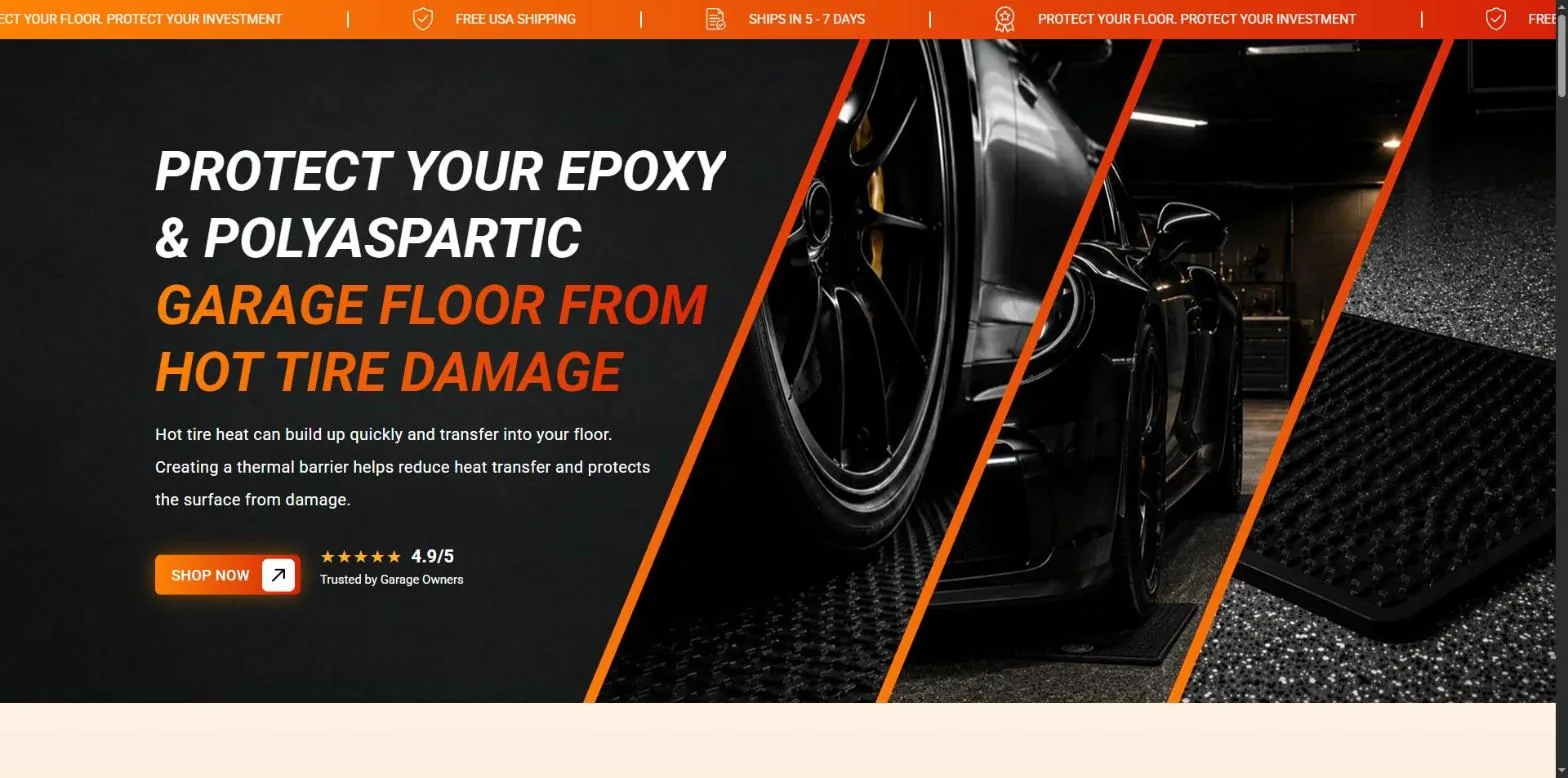 ECT YOUR FLOOR. PROTECT YOUR INVESTMENT | FREE USA SHIPPING | SHIPS IN 5 - 7 DAYS | PROTECT YOUR FLOOR. PROTECT YOUR INVESTMENT | FREE
PROTECT YOUR EPOXY
& POLYASPARTIC
GARAGE FLOOR FROM
HOT TIRE DAMAGE
Hot tire heat can build up quickly and transfer into your floor.
Creating a thermal barrier helps reduce heat transfer and protects
the surface from damage.
SHOP NOW
★★★★★ 4.9/5
Trusted by Garage Owners